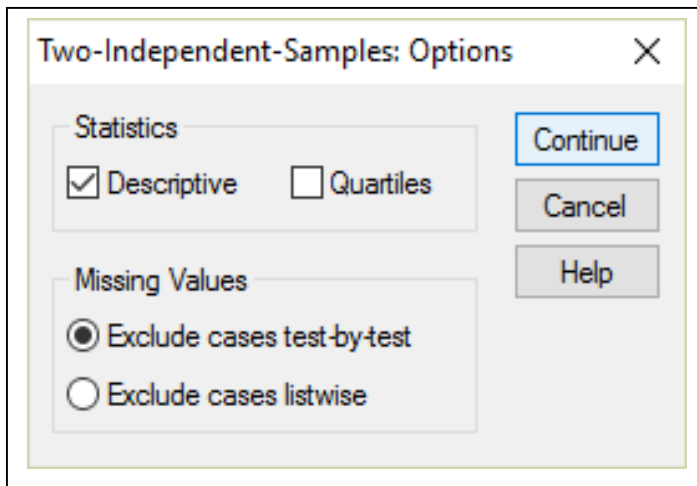 Two-Independent-Samples: Options
Statistics
Descriptive Quartiles
Missing Values
Exclude cases test-by-test
Exclude cases listwise
Continue
Cancel
Help